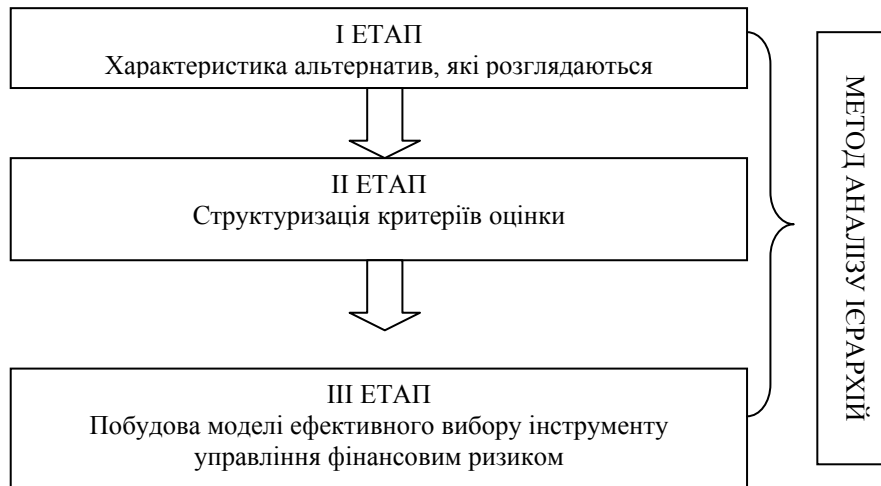 І ЕТАП
Характеристика альтернатив, які розглядаються
ІІ ЕТАП
Структуризація критеріїв оцінки
ІІІ ЕТАП
Побудова моделі ефективного вибору інструменту
управління фінансовим ризиком
МЕТОД АНАЛІЗУ ІЄРАРХІЙ